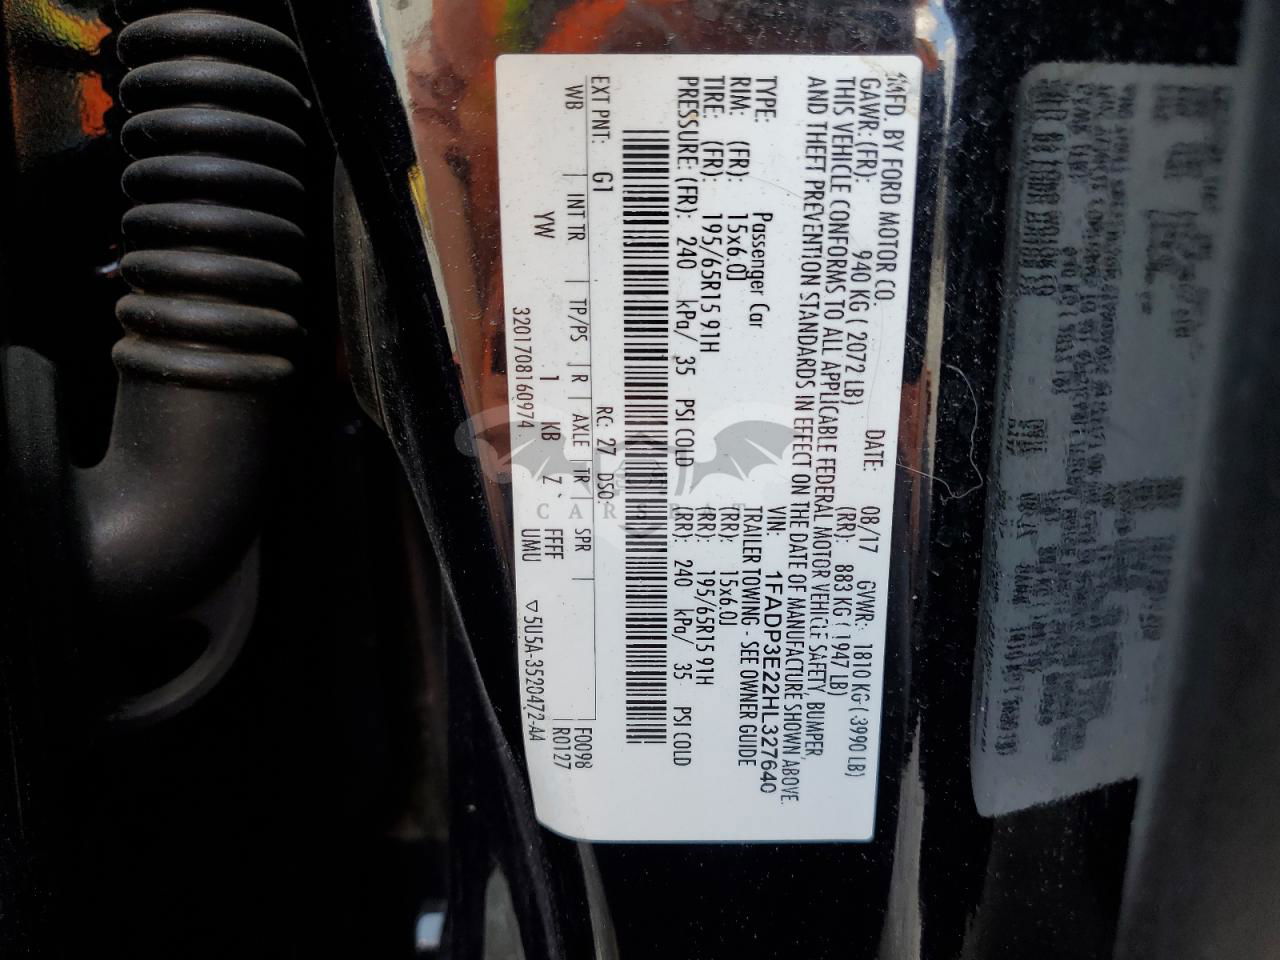 MFD. BY FORD MOTOR CO.
DATE: 08/17 GVWR: 1810 KG ( 3990 LB)
GAWR: (FR): 940 KG ( 2072 LB) (RR): 883 KG ( 1947 LB)
THIS VEHICLE CONFORMS TO ALL APPLICABLE FEDERAL MOTOR VEHICLE SAFETY, BUMPER,
AND THEFT PREVENTION STANDARDS IN EFFECT ON THE DATE OF MANUFACTURE SHOWN ABOVE.
VIN: 1FADP3E22HL327640
TYPE: Passenger Car TRAILER TOWING - SEE OWNER GUIDE
RIM: (FR): 15x6.0J (RR): 15x6.0J
TIRE: (FR): 195/65R15 91H (RR): 195/65R15 91H
PRESSURE: (FR): 240 kPa/ 35 PSI COLD (RR): 240 kPa/ 35 PSI COLD
EXT PNT: G1 RC: 27 DSO: F0098
WB INT TR TP/PS R AXLE TR SPR R0127
YW 1 KB Z FFFF
UMU
3201708160974 5U5A-3520472-AA
CARSBAT